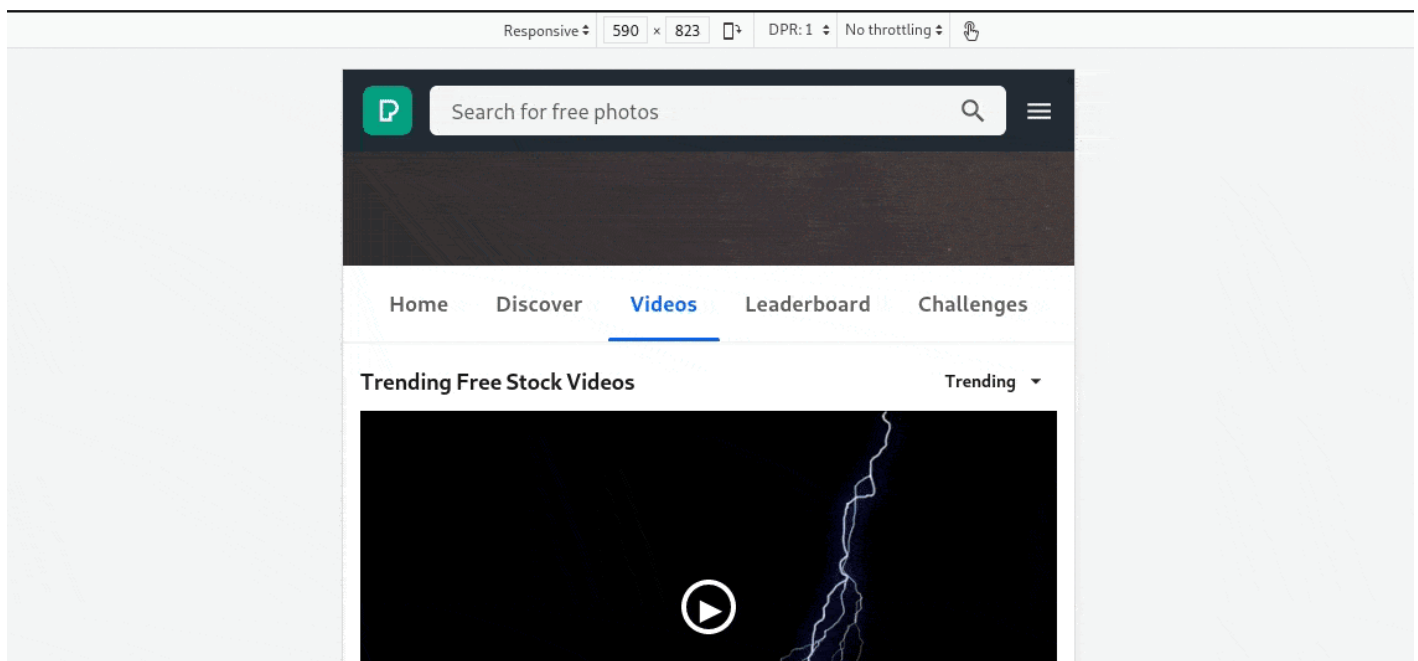 Responsive 590 × 823 DPR: 1 No throttling
Search for free photos
Home Discover Videos Leaderboard Challenges
Trending Free Stock Videos Trending